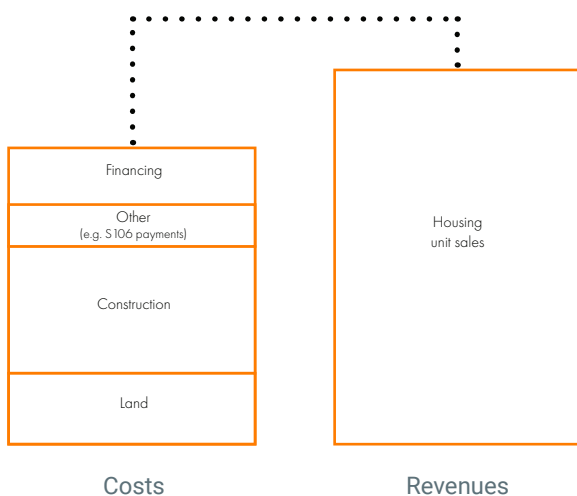 Financing
Other
(e.g. S106 payments)
Construction
Land
Housing
unit sales
Costs
Revenues